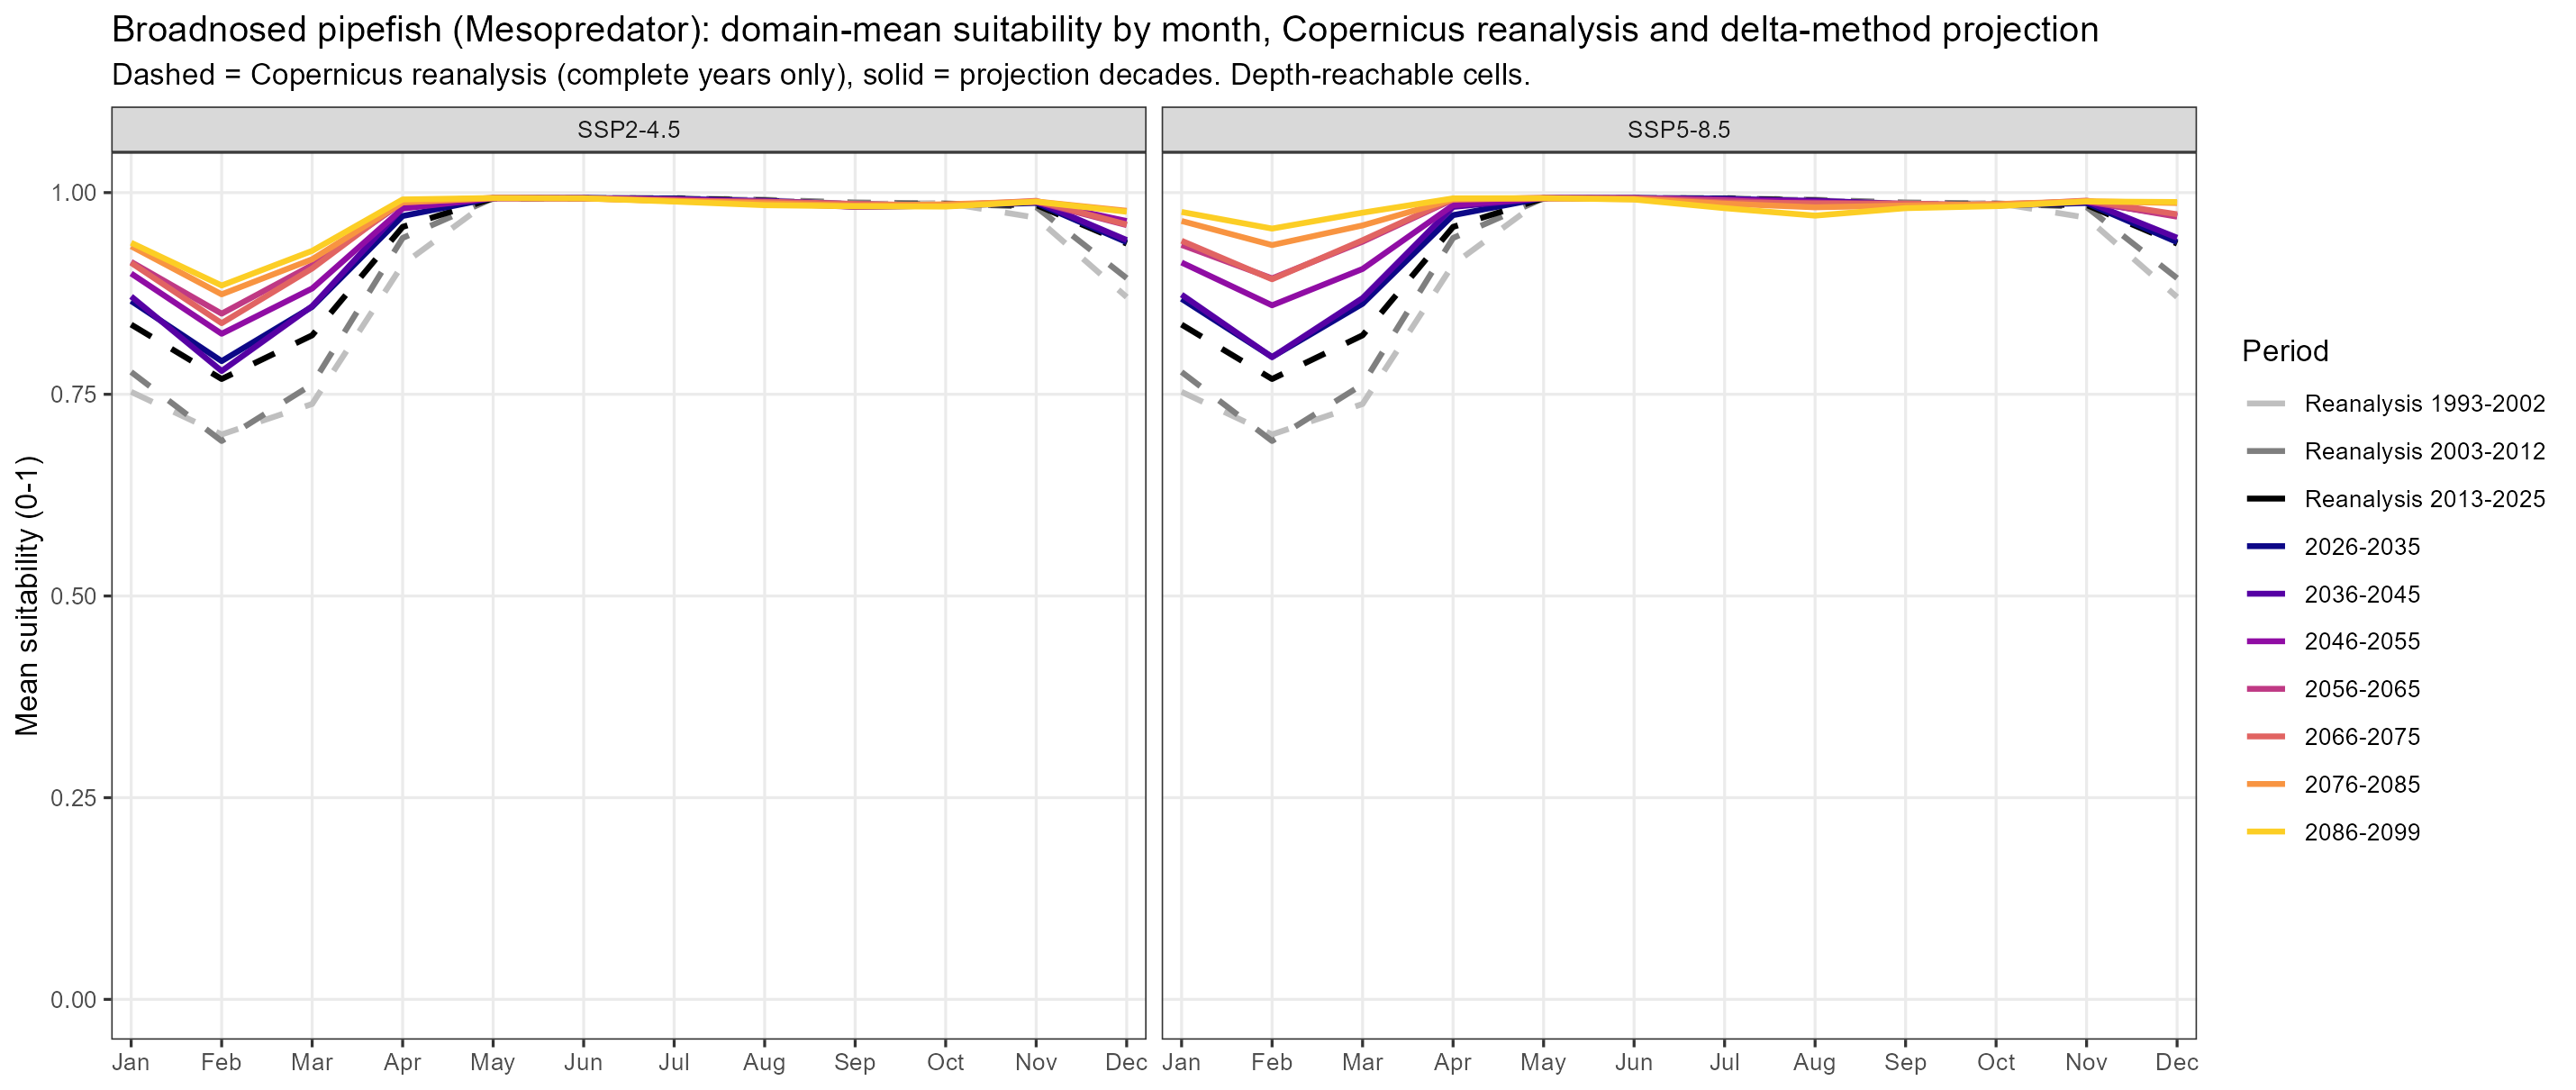 Broadnosed pipefish (Mesopredator): domain-mean suitability by month, Copernicus reanalysis and delta-method projection
Dashed = Copernicus reanalysis (complete years only), solid = projection decades. Depth-reachable cells.
SSP2-4.5
SSP5-8.5
Mean suitability (0-1)
1.00
0.75
0.50
0.25
0.00
Jan Feb Mar Apr May Jun Jul Aug Sep Oct Nov Dec
Jan Feb Mar Apr May Jun Jul Aug Sep Oct Nov Dec
Period
Reanalysis 1993-2002
Reanalysis 2003-2012
Reanalysis 2013-2025
2026-2035
2036-2045
2046-2055
2056-2065
2066-2075
2076-2085
2086-2099